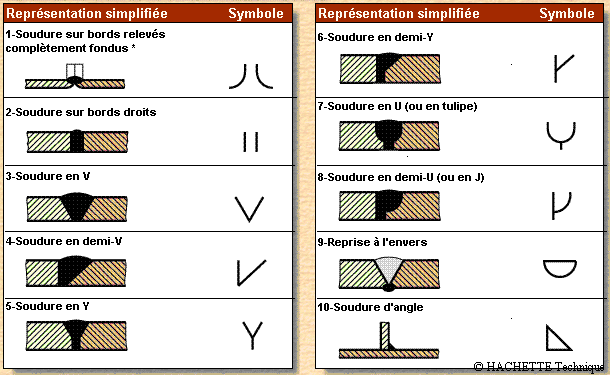 Représentation simplifiée Symbole
1-Soudure sur bords relevés
complètement fondus *
2-Soudure sur bords droits
3-Soudure en V
4-Soudure en demi-V
5-Soudure en Y
Représentation simplifiée Symbole
6-Soudure en demi-Y
7-Soudure en U (ou en tulipe)
8-Soudure en demi-U (ou en J)
9-Reprise à l'envers
10-Soudure d'angle
© HACHETTE Technique